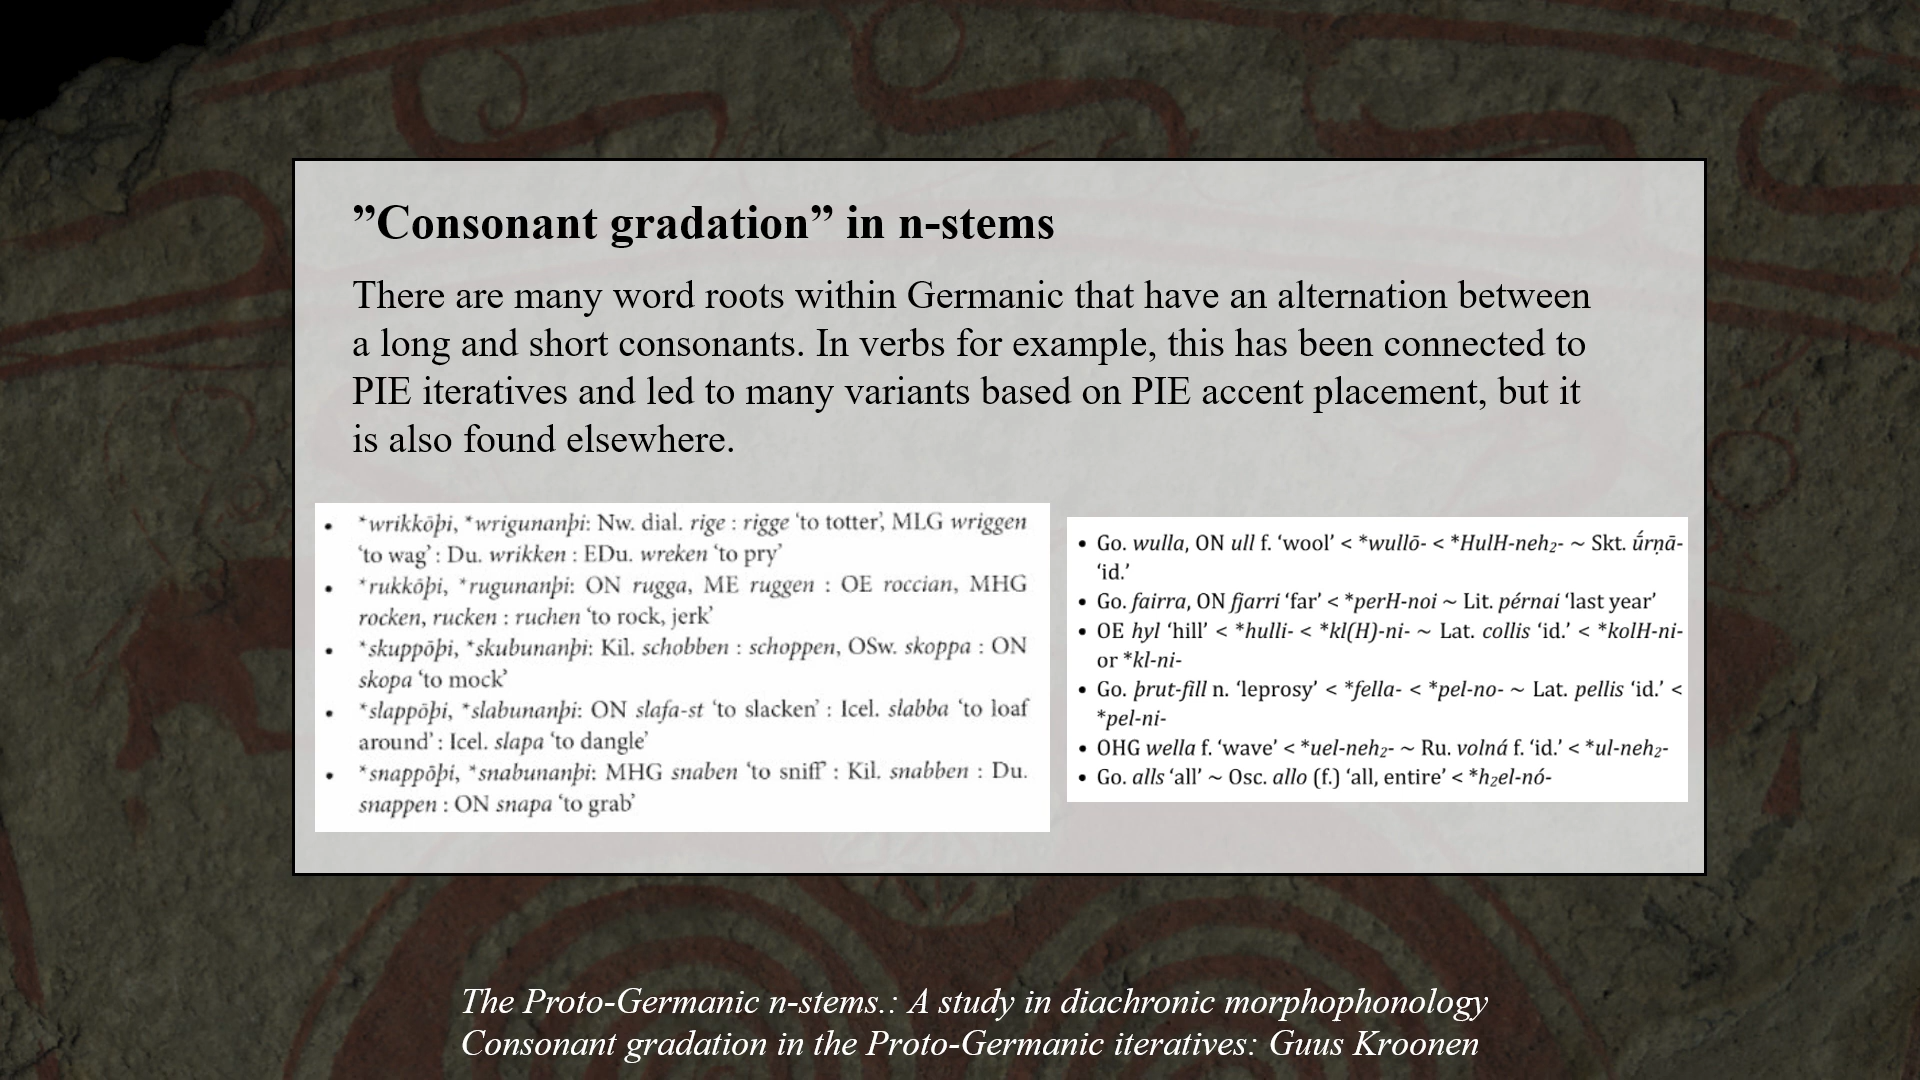 ”Consonant gradation” in n-stems
There are many word roots within Germanic that have an alternation between
a long and short consonants. In verbs for example, this has been connected to
PIE iteratives and led to many variants based on PIE accent placement, but it
is also found elsewhere.
• *wrikkōþi, *wrigunanþi: Nw. dial. rige : rigge ‘to totter’, MLG wriggen
‘to wag’ : Du. wrikken : EDu. wreken ‘to pry’
• *rukkōþi, *rugunanþi: ON rugga, ME ruggen : OE roccian, MHG
rocken, rucken : ruchen ‘to rock, jerk’
• *skuppōþi, *skubunanþi: Kil. schobben : schoppen, OSw. skoppa : ON
skopa ‘to mock’
• *slappōþi, *slabunanþi: ON slafa-st ‘to slacken’ : Icel. slabba ‘to loaf
around’ : Icel. slapa ‘to dangle’
• *snappōþi, *snabunanþi: MHG snaben ‘to sniff’ : Kil. snabben : Du.
snappen : ON snapa ‘to grab’
• Go. wulla, ON ull f. ‘wool’ < *wullō- < *HulH-neh₂- ~ Skt. ū́rṇā-
‘id.’
• Go. fairra, ON fjarri ‘far’ < *perH-noi ~ Lit. pérnai ‘last year’
• OE hyl ‘hill’ < *hulli- < *kl(H)-ni- ~ Lat. collis ‘id.’ < *kolH-ni-
or *kl-ni-
• Go. þrut-fill n. ‘leprosy’ < *fella- < *pel-no- ~ Lat. pellis ‘id.’ <
*pel-ni-
• OHG wella f. ‘wave’ < *uel-neh₂- ~ Ru. volná f. ‘id.’ < *ul-neh₂-
• Go. alls ‘all’ ~ Osc. allo (f.) ‘all, entire’ < *h₂el-nó-
The Proto-Germanic n-stems.: A study in diachronic morphophonology
Consonant gradation in the Proto-Germanic iteratives: Guus Kroonen